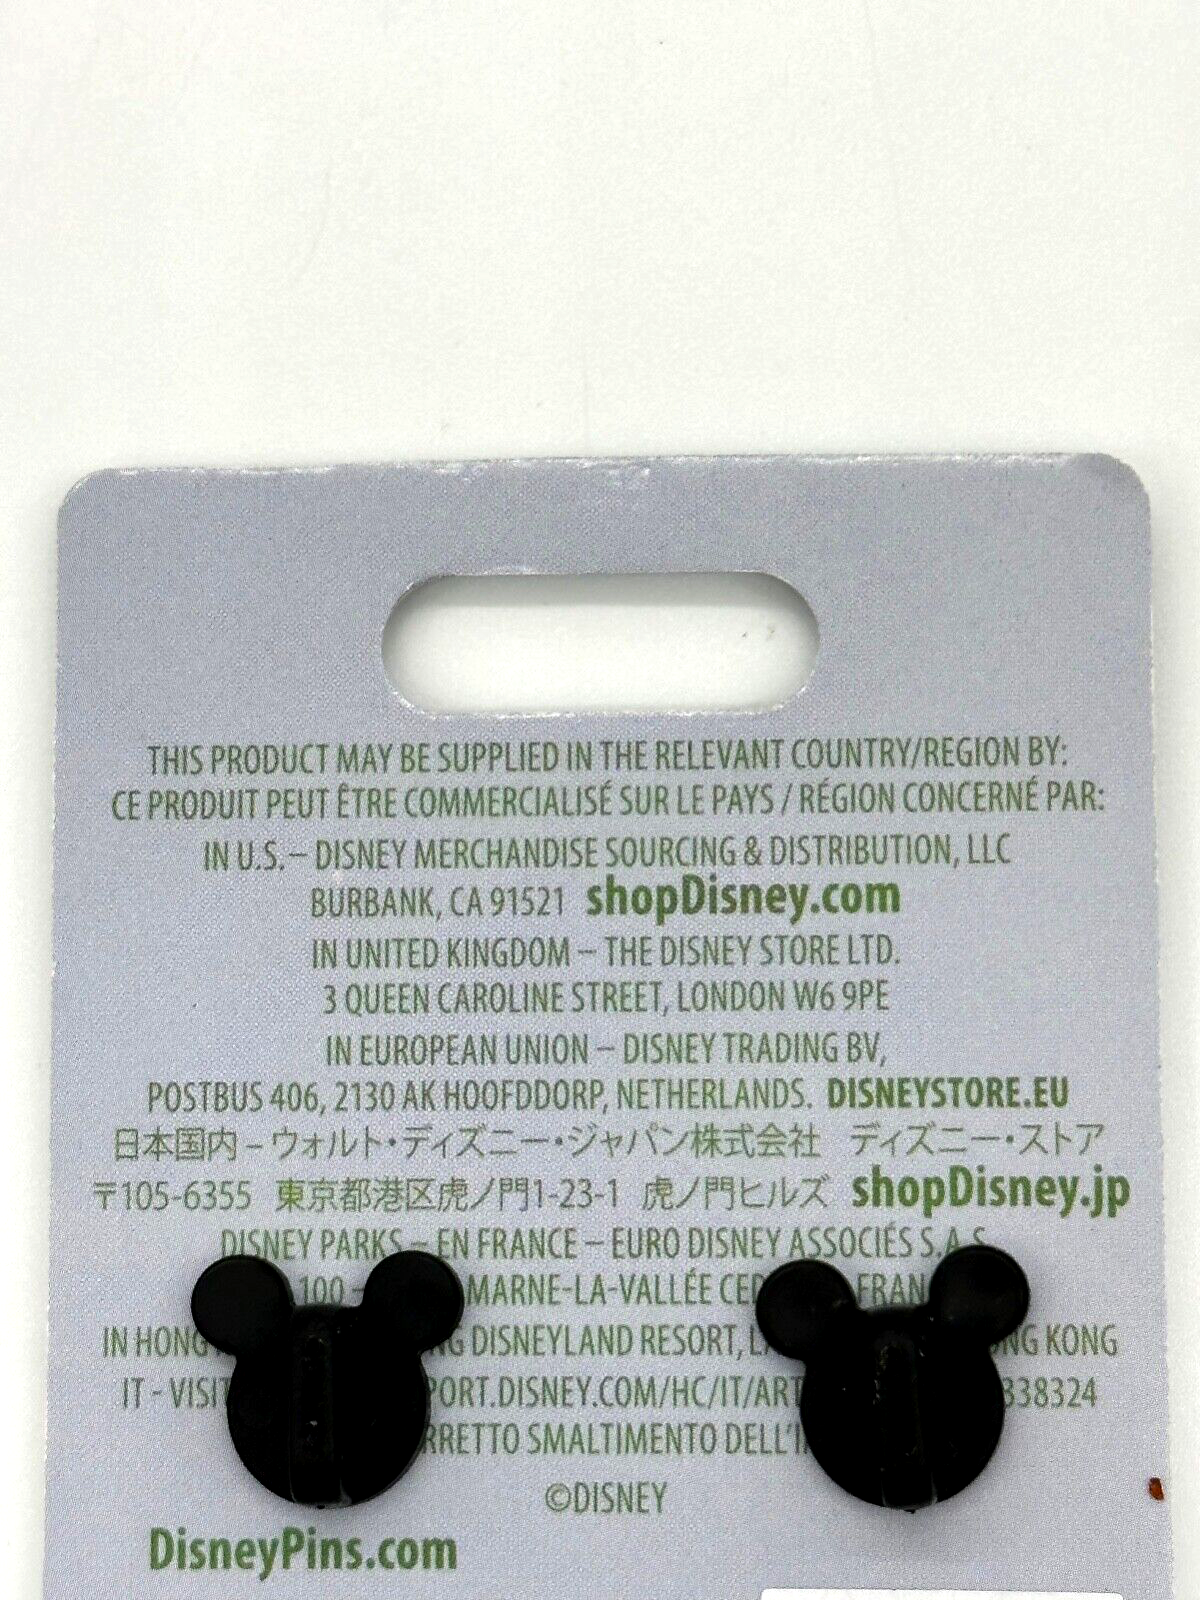 THIS PRODUCT MAY BE SUPPLIED IN THE RELEVANT COUNTRY/REGION BY:
CE PRODUIT PEUT ÊTRE COMMERCIALISÉ SUR LE PAYS / RÉGION CONCERNÉ PAR:
IN U.S. – DISNEY MERCHANDISE SOURCING & DISTRIBUTION, LLC
BURBANK, CA 91521 shopDisney.com
IN UNITED KINGDOM – THE DISNEY STORE LTD.
3 QUEEN CAROLINE STREET, LONDON W6 9PE
IN EUROPEAN UNION – DISNEY TRADING BV,
POSTBUS 406, 2130 AK HOOFDDORP, NETHERLANDS. DISNEYSTORE.EU
日本国内 – ウォルト・ディズニー・ジャパン株式会社 ディズニー・ストア
〒105-6355 東京都港区虎ノ門1-23-1 虎ノ門ヒルズ shopDisney.jp
DISNEY PARKS – EN FRANCE – EURO DISNEY ASSOCIÉS S.A.S.
100 – MARNE-LA-VALLÉE
IN DISNEYLAND RESORT, KONG
IT - VISIT .DISNEY.COM/HC/IT/
SMALTIMENTO
©DISNEY
DisneyPins.com